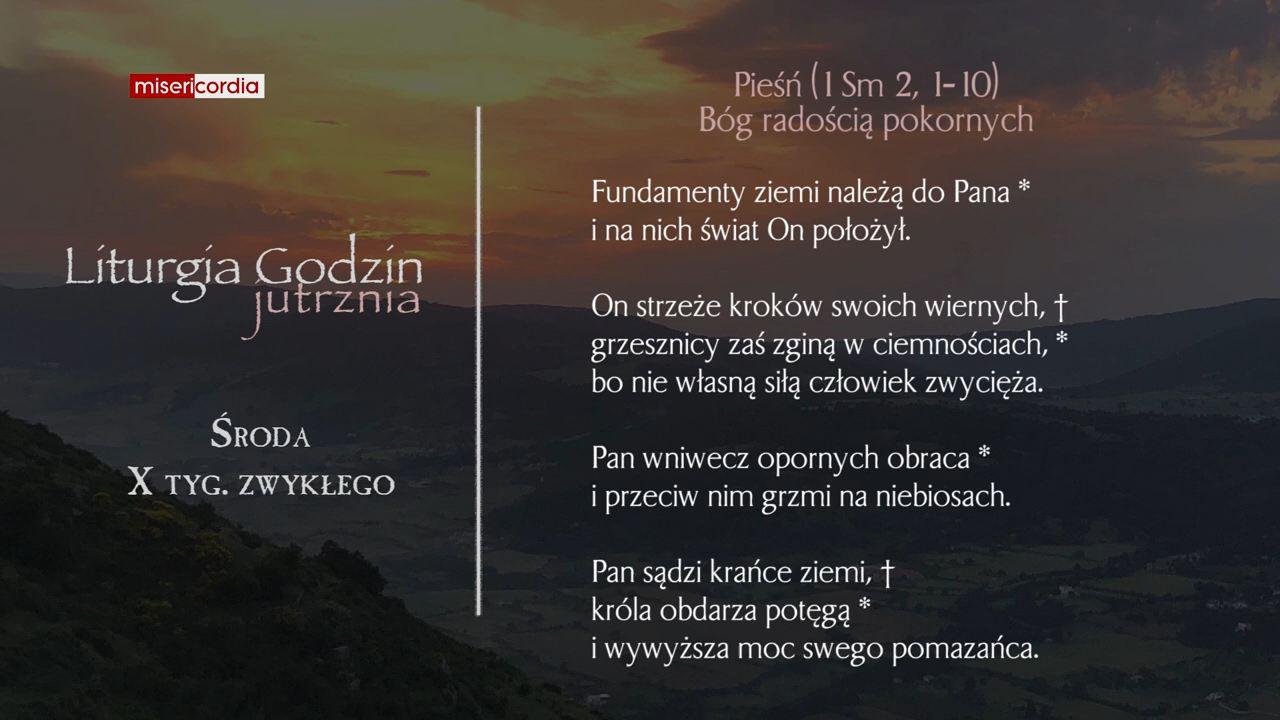 misericordia
Liturgia Godzin
jutrznia
Środa
X tyg. zwykłego
Pieśń (1 Sm 2, 1-10)
Bóg radością pokornych
Fundamenty ziemi należą do Pana *
i na nich świat On położył.
On strzeże kroków swoich wiernych, †
grzesznicy zaś zginą w ciemnościach, *
bo nie własną siłą człowiek zwycięża.
Pan wniwecz opornych obraca *
i przeciw nim grzmi na niebiosach.
Pan sądzi krańce ziemi, †
króla obdarza potęgą *
i wywyższa moc swego pomazańca.